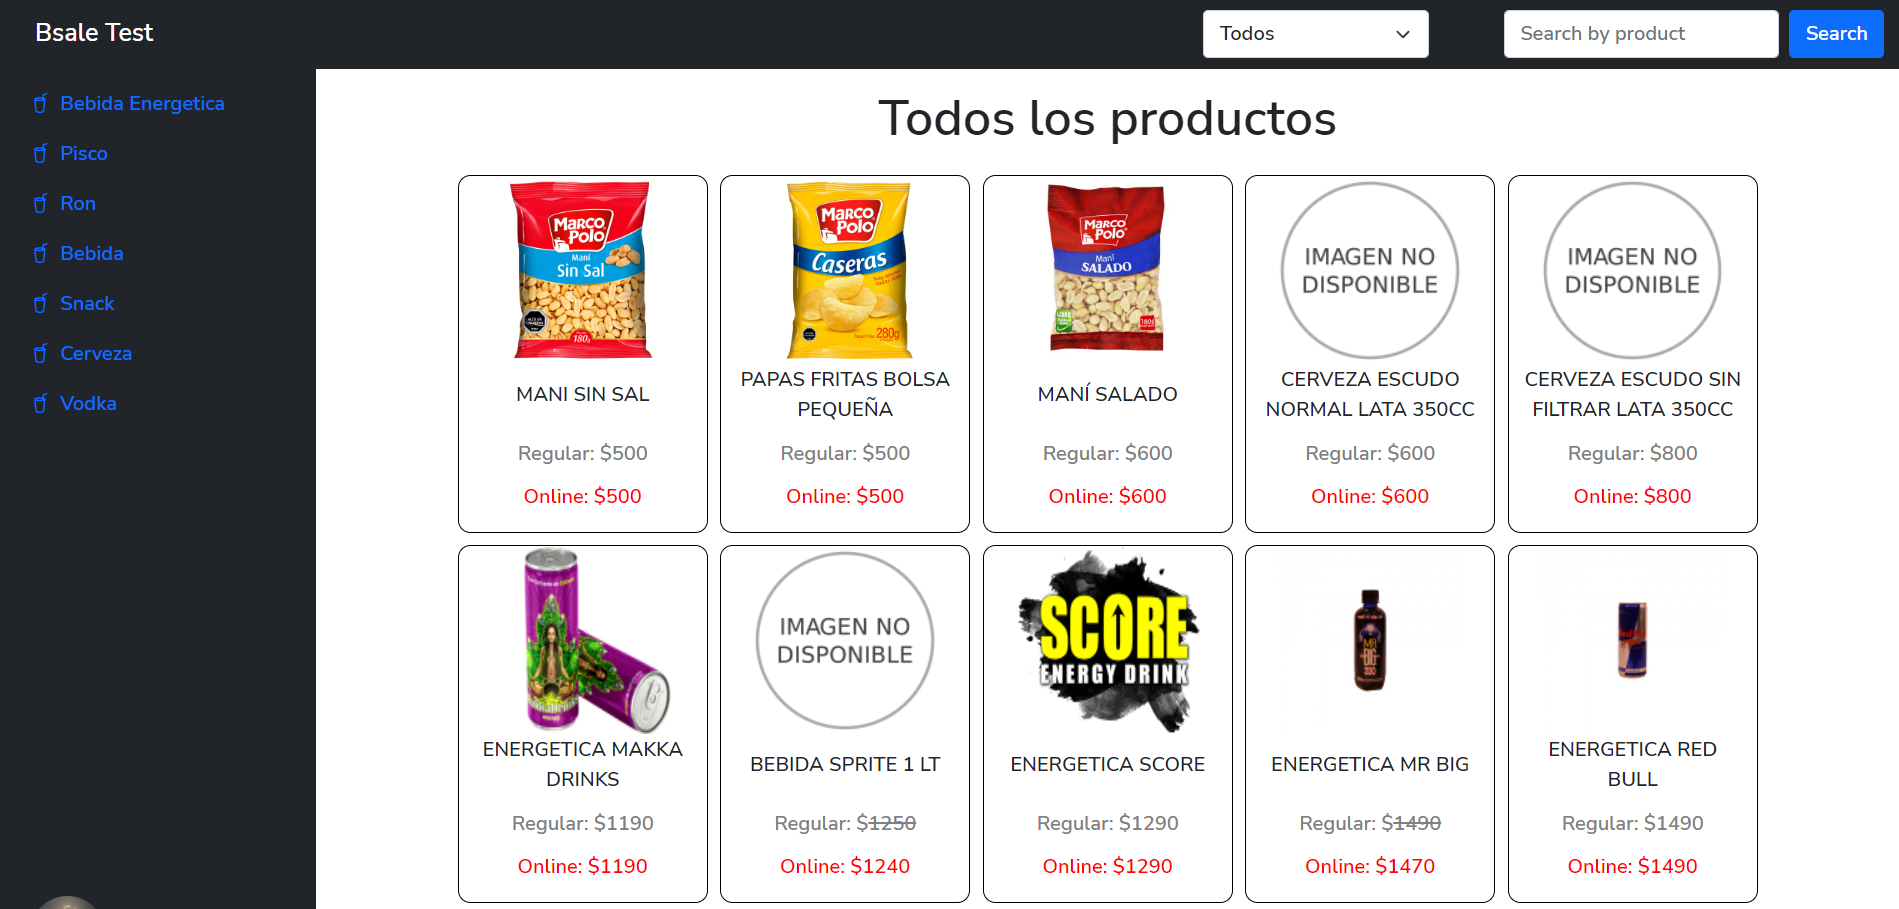 Bsale Test
Todos
Search by product
Search
Bebida Energetica
Pisco
Ron
Bebida
Snack
Cerveza
Vodka
Todos los productos
MARCO POLO
Maní
Sin Sal
180g
MANI SIN SAL
Regular: $500
Online: $500
MARCO POLO
Caseras
280g
PAPAS FRITAS BOLSA
PEQUEÑA
Regular: $500
Online: $500
MARCO POLO
Maní
SALADO
180g
MANÍ SALADO
Regular: $600
Online: $600
IMAGEN NO
DISPONIBLE
CERVEZA ESCUDO
NORMAL LATA 350CC
Regular: $600
Online: $600
IMAGEN NO
DISPONIBLE
CERVEZA ESCUDO SIN
FILTRAR LATA 350CC
Regular: $800
Online: $800
ENERGETICA MAKKA
DRINKS
Regular: $1190
Online: $1190
IMAGEN NO
DISPONIBLE
BEBIDA SPRITE 1 LT
Regular: $1250
Online: $1240
SCORE
ENERGY DRINK
ENERGETICA SCORE
Regular: $1290
Online: $1290
MR
BIG
ENERGETICA MR BIG
Regular: $1490
Online: $1470
Red Bull
ENERGETICA RED
BULL
Regular: $1490
Online: $1490